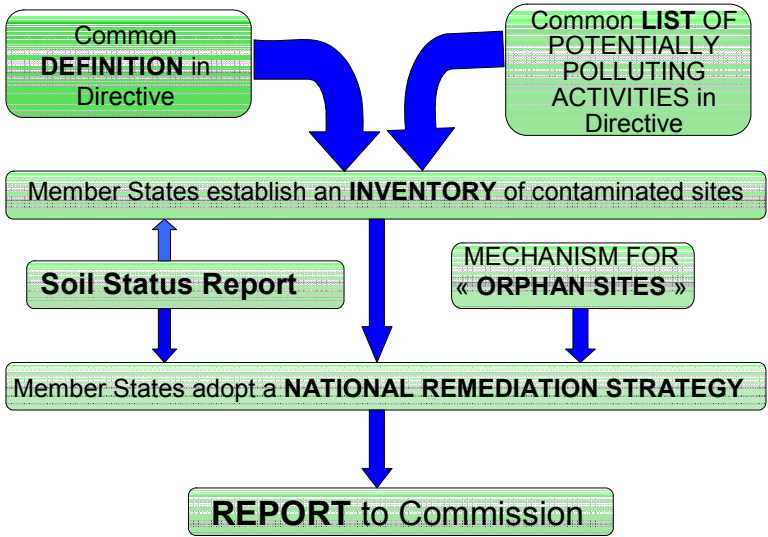 Common
DEFINITION in
Directive
Common LIST OF
POTENTIALLY
POLLUTING
ACTIVITIES in
Directive
Member States establish an INVENTORY of contaminated sites
Soil Status Report
MECHANISM FOR
« ORPHAN SITES »
Member States adopt a NATIONAL REMEDIATION STRATEGY
REPORT to Commission